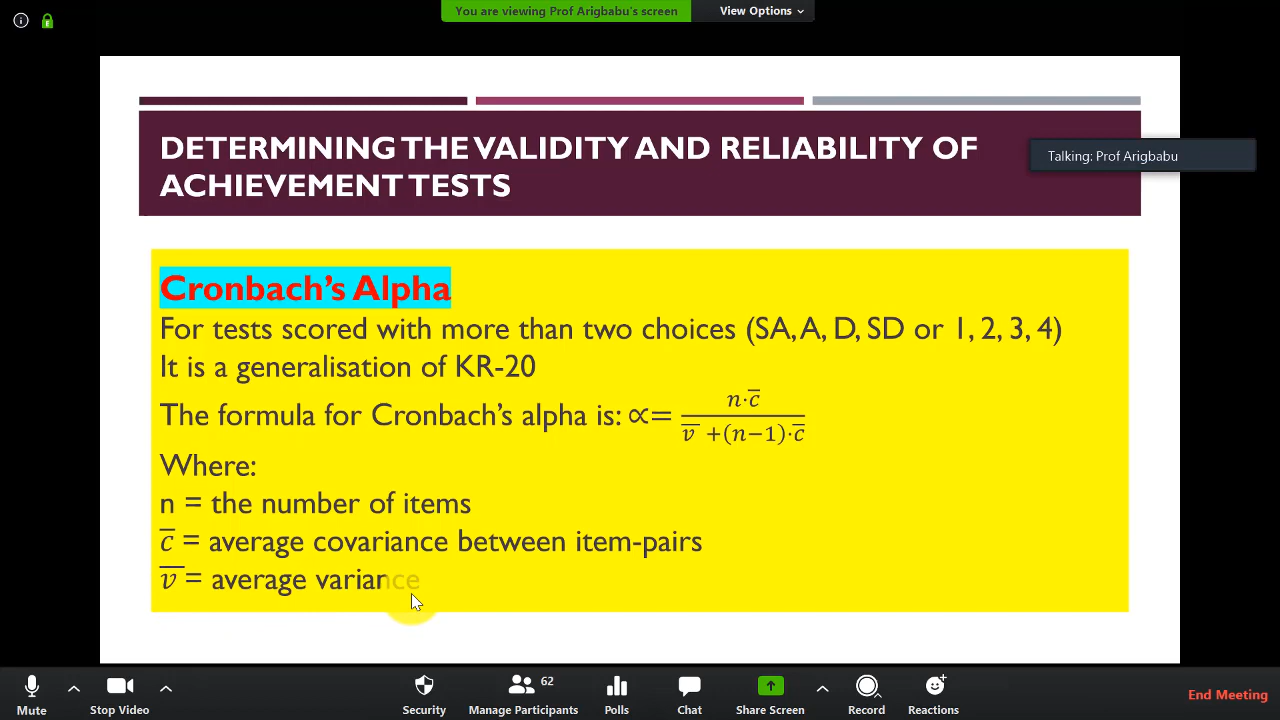 You are viewing Prof Arigbabu's screen
View Options
DETERMINING THE VALIDITY AND RELIABILITY OF
ACHIEVEMENT TESTS
Talking: Prof Arigbabu
Cronbach's Alpha
For tests scored with more than two choices (SA, A, D, SD or 1, 2, 3, 4)
It is a generalisation of KR-20
The formula for Cronbach's alpha is: ∝= n·c̅ / v̅ +(n−1)·c̅
Where:
n = the number of items
c̅ = average covariance between item-pairs
v̅ = average variance
Mute
Stop Video
Security
62
Manage Participants
Polls
Chat
Share Screen
Record
Reactions
End Meeting